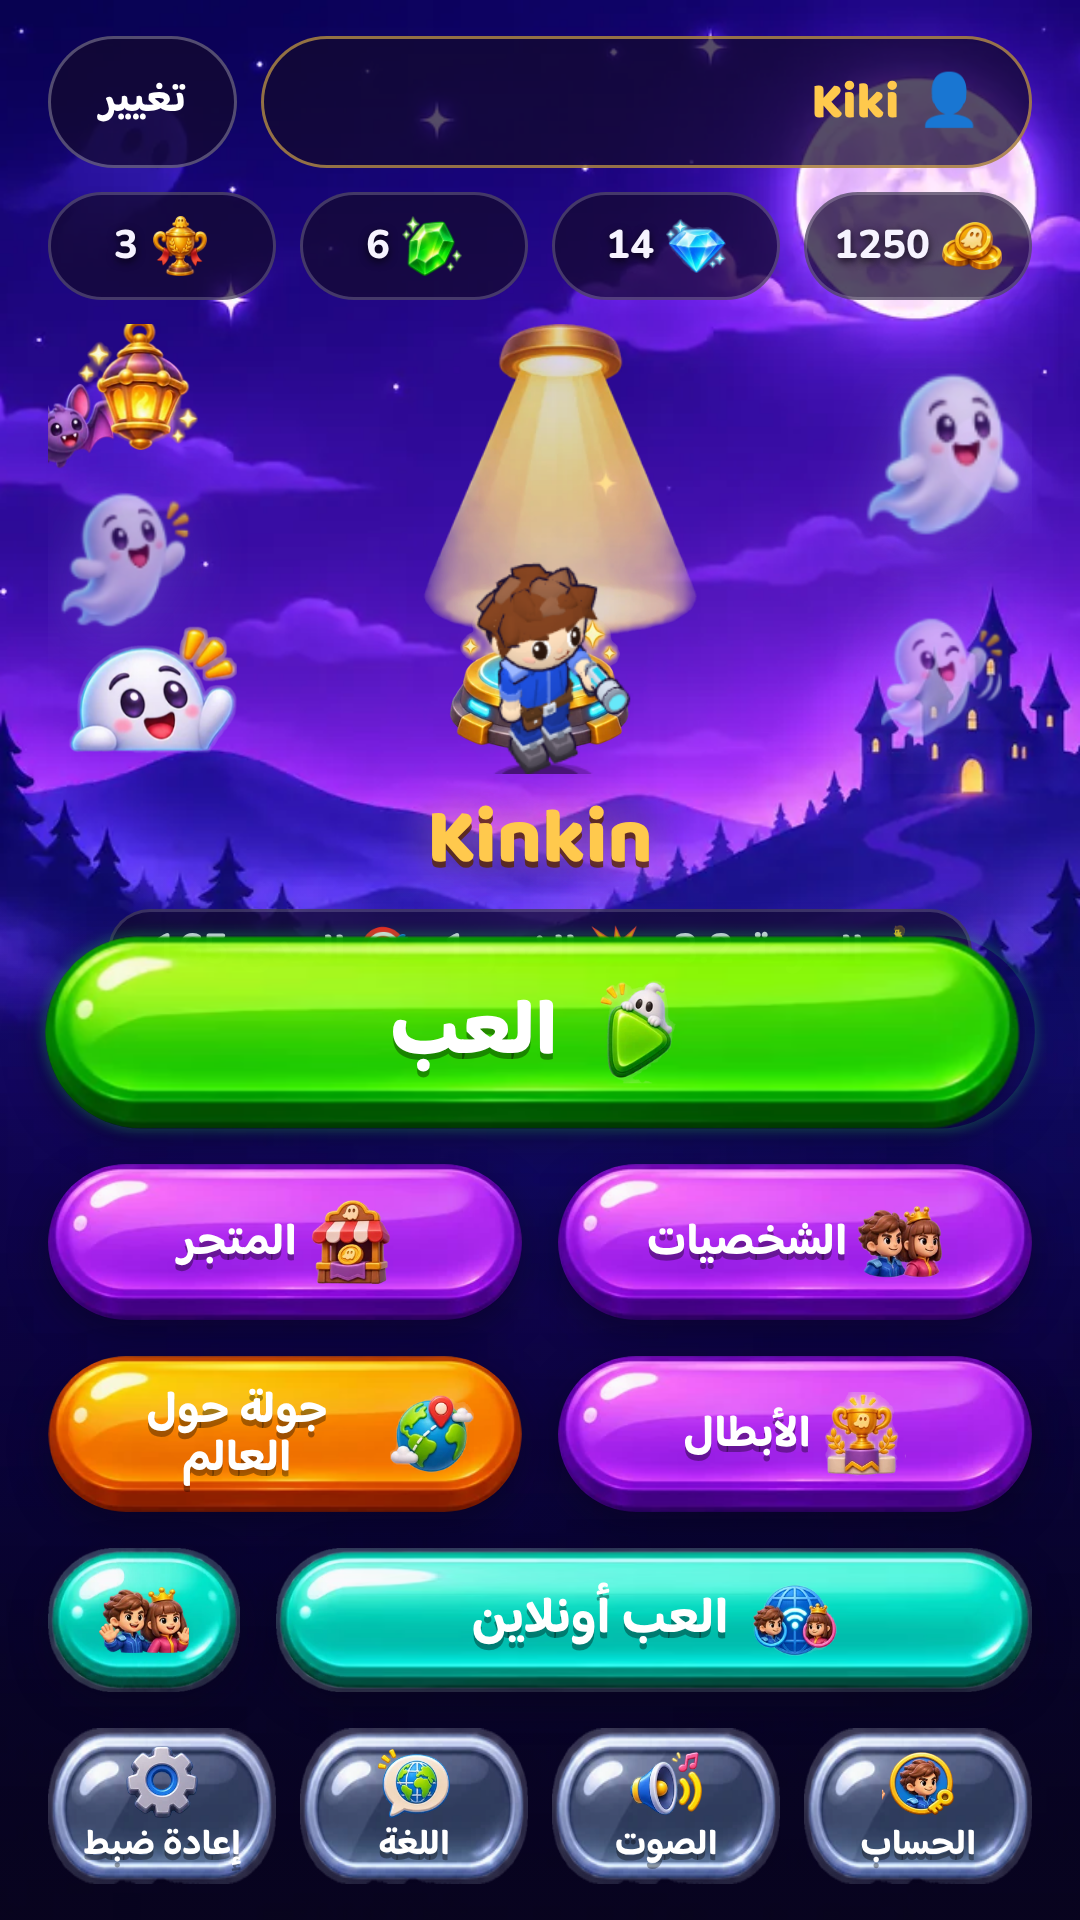 Kiki
تغيير
1250
14
6
3
Kinkin
العب
الشخصيات
المتجر
الأبطال
جولة حول
العالم
العب أونلاين
الحساب
الصوت
اللغة
إعادة ضبط